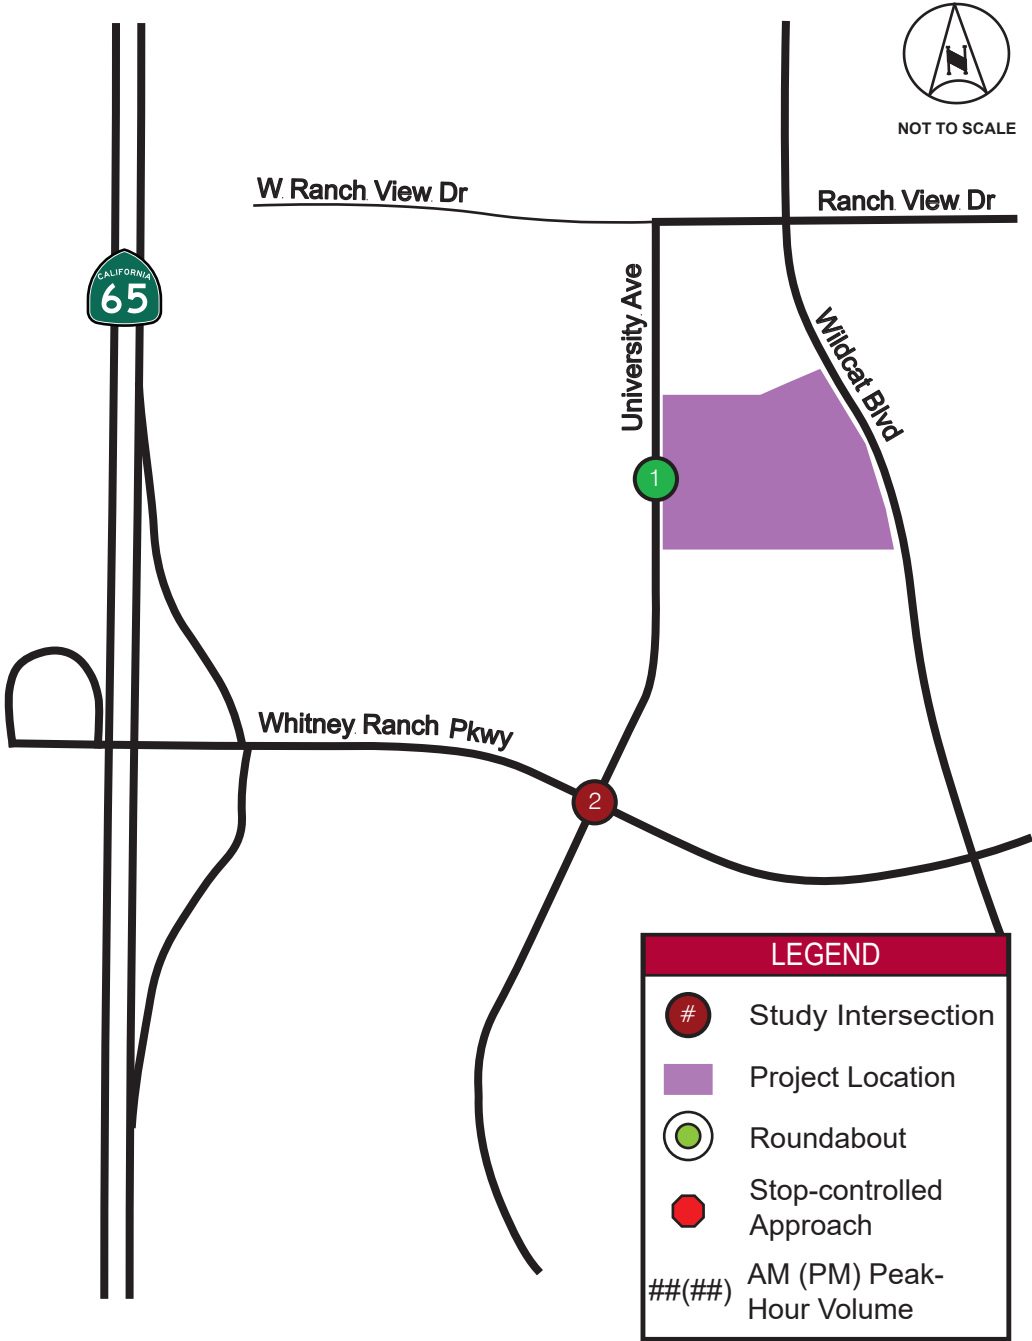 N
NOT TO SCALE
W. Ranch View Dr
Ranch View Dr
CALIFORNIA
65
University Ave
Wildcat Blvd
1
Whitney Ranch Pkwy
2
LEGEND
# Study Intersection
Project Location
Roundabout
Stop-controlled
Approach
##(##) AM (PM) Peak-
Hour Volume